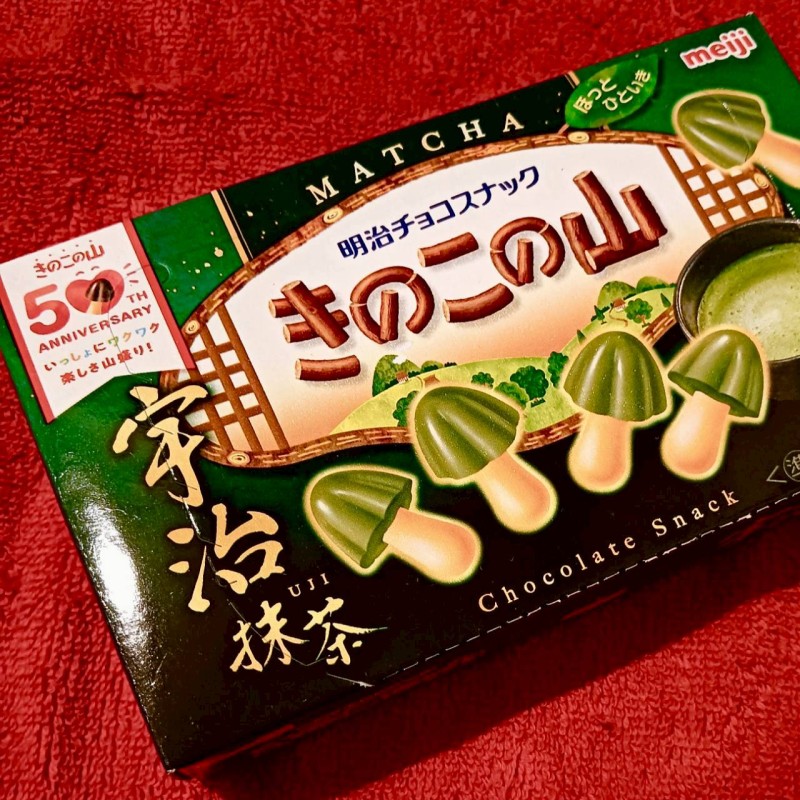 meiji
ほっと
ひといき
MATCHA
明治チョコスナック
きのこの山
きのこの山
50TH
ANNIVERSARY
いっしょにワクワク
楽しさ山盛り!
宇治
UJI
抹茶
Chocolate Snack